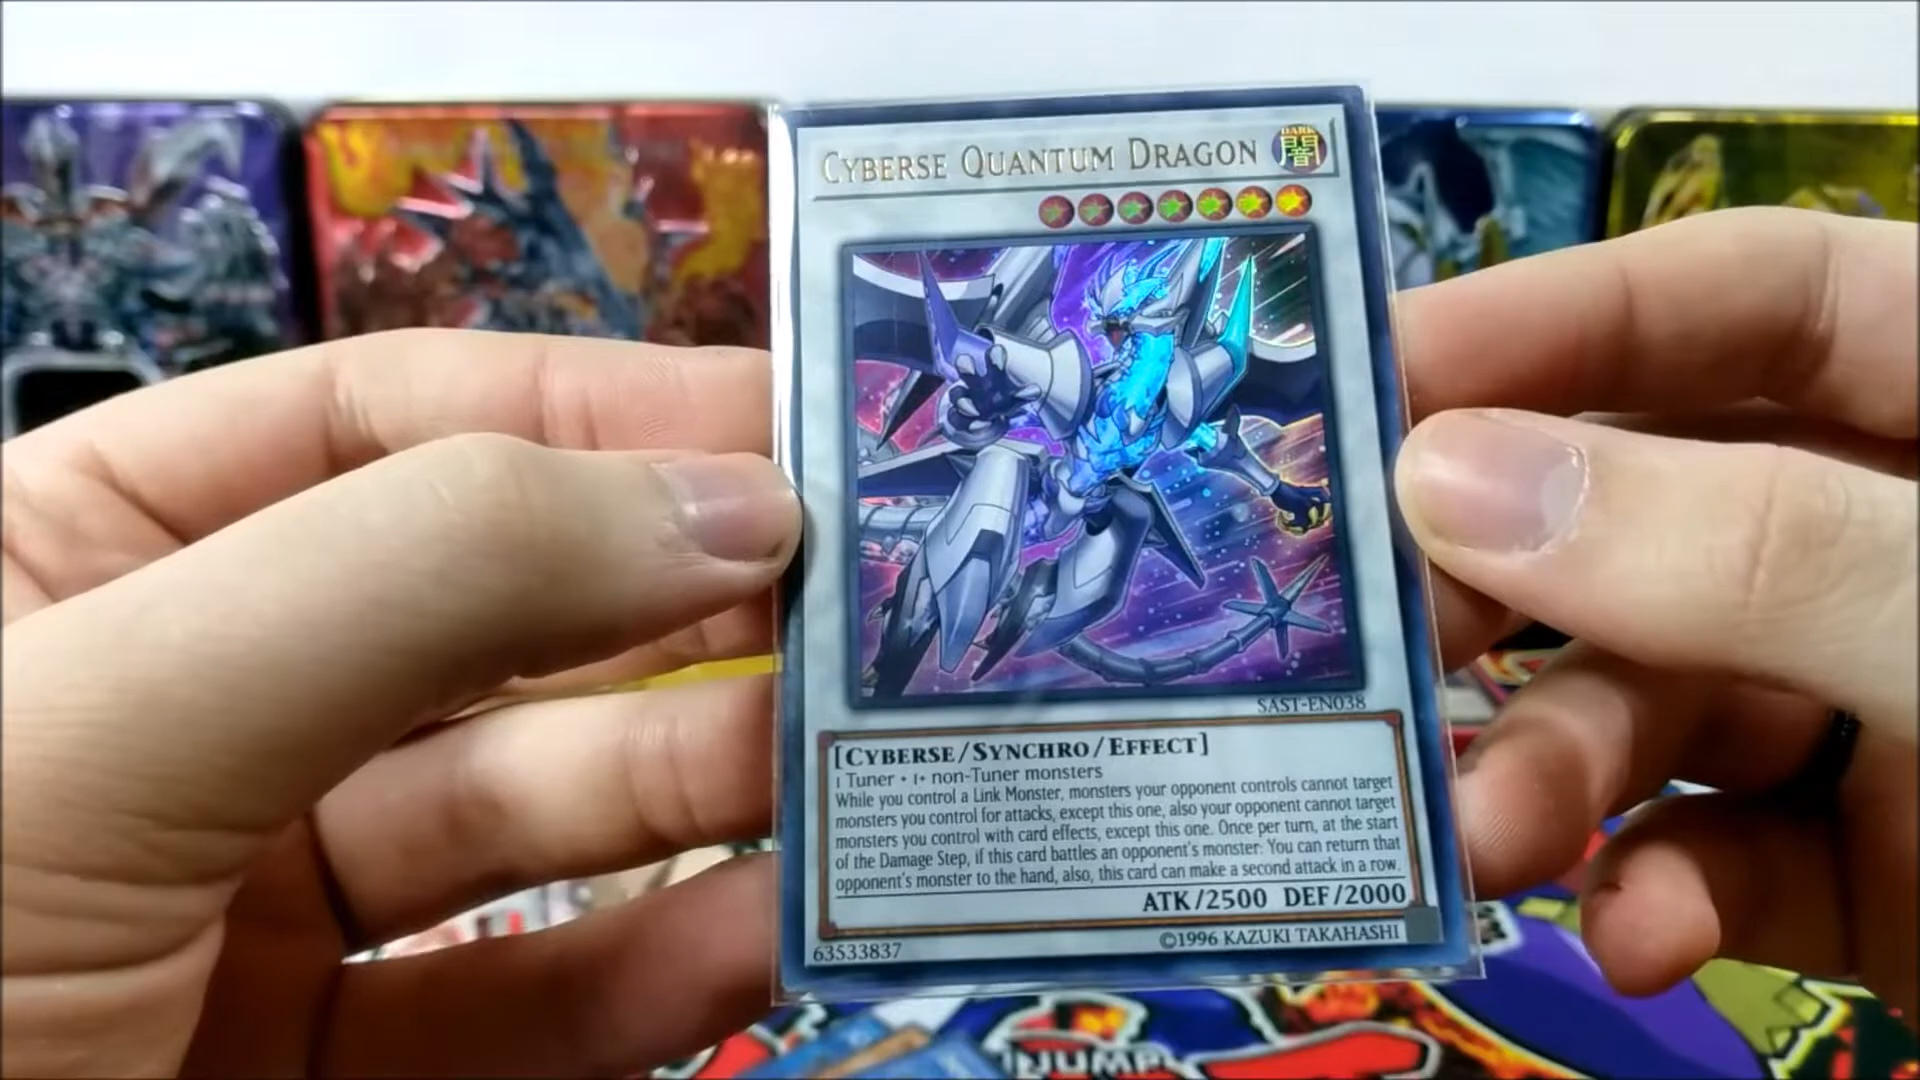 CYBERSE QUANTUM DRAGON
DARK
闇
SAST-EN038
[CYBERSE/SYNCHRO/EFFECT]
1 Tuner + 1+ non-Tuner monsters
While you control a Link Monster, monsters your opponent controls cannot target
monsters you control for attacks, except this one, also your opponent cannot target
monsters you control with card effects, except this one. Once per turn, at the start
of the Damage Step, if this card battles an opponent's monster: You can return that
opponent's monster to the hand, also, this card can make a second attack in a row.
ATK/2500 DEF/2000
63533837
©1996 KAZUKI TAKAHASHI
JUMP